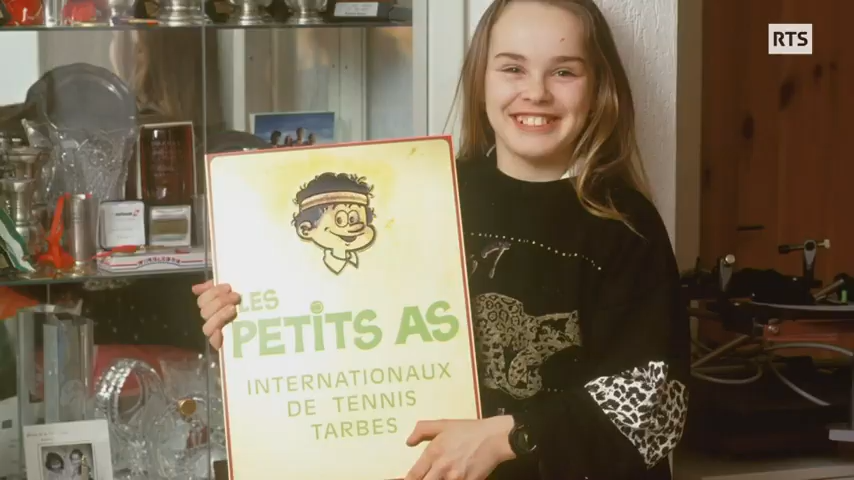 RTS
LES
PETITS AS
INTERNATIONAUX
DE TENNIS
TARBES